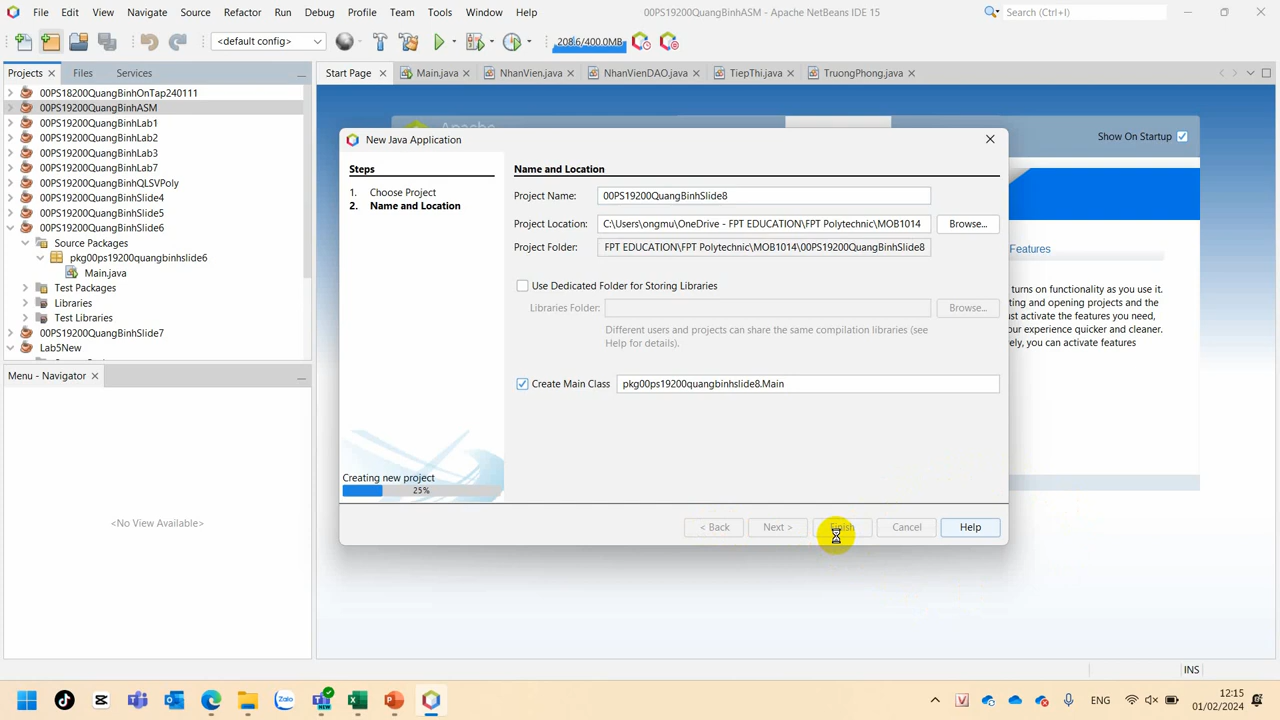 File Edit View Navigate Source Refactor Run Debug Profile Team Tools Window Help
00PS19200QuangBinhASM - Apache NetBeans IDE 15
Search (Ctrl+I)
<default config>
208.6/400.0MB
Projects Files Services
Start Page Main.java NhanVien.java NhanVienDAO.java TiepThi.java TruongPhong.java
00PS18200QuangBinhOnTap240111
00PS19200QuangBinhASM
00PS19200QuangBinhLab1
00PS19200QuangBinhLab2
00PS19200QuangBinhLab3
00PS19200QuangBinhLab7
00PS19200QuangBinhQLSVPoly
00PS19200QuangBinhSlide4
00PS19200QuangBinhSlide5
00PS19200QuangBinhSlide6
Source Packages
pkg00ps19200quangbinhslide6
Main.java
Test Packages
Libraries
Test Libraries
00PS19200QuangBinhSlide7
Lab5New
Menu - Navigator
<No View Available>
Apache
Show On Startup
Features
turns on functionality as you use it.
ting and opening projects and the
ust activate the features you need,
our experience quicker and cleaner.
ely, you can activate features
New Java Application
Steps
1. Choose Project
2. Name and Location
Name and Location
Project Name: 00PS19200QuangBinhSlide8
Project Location: C:\Users\ongmu\OneDrive - FPT EDUCATION\FPT Polytechnic\MOB1014 Browse...
Project Folder: FPT EDUCATION\FPT Polytechnic\MOB1014\00PS19200QuangBinhSlide8
Use Dedicated Folder for Storing Libraries
Libraries Folder: Browse...
Different users and projects can share the same compilation libraries (see
Help for details).
Create Main Class pkg00ps19200quangbinhslide8.Main
Creating new project
25%
< Back Next > Finish Cancel Help
INS
Zalo
NEW
ENG
12:15
01/02/2024